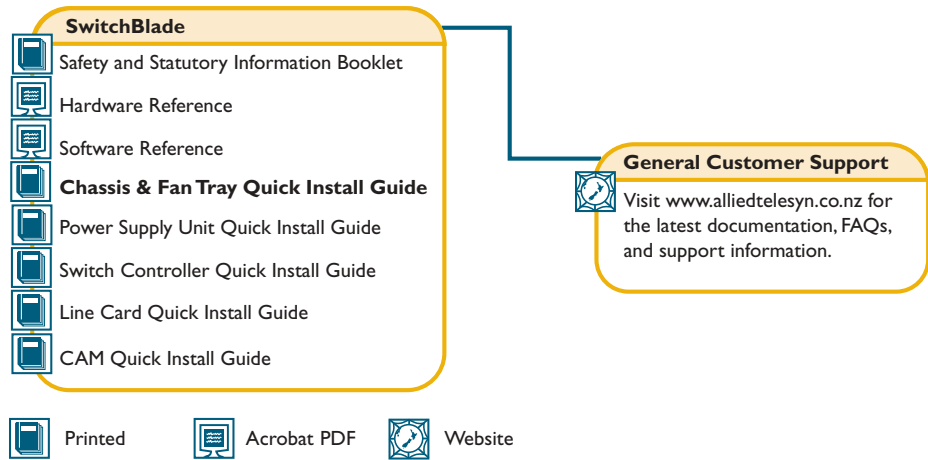 SwitchBlade
Safety and Statutory Information Booklet
Hardware Reference
Software Reference
Chassis & Fan Tray Quick Install Guide
Power Supply Unit Quick Install Guide
Switch Controller Quick Install Guide
Line Card Quick Install Guide
CAM Quick Install Guide
General Customer Support
Visit www.alliedtelesyn.co.nz for
the latest documentation, FAQs,
and support information.
Printed
Acrobat PDF
Website